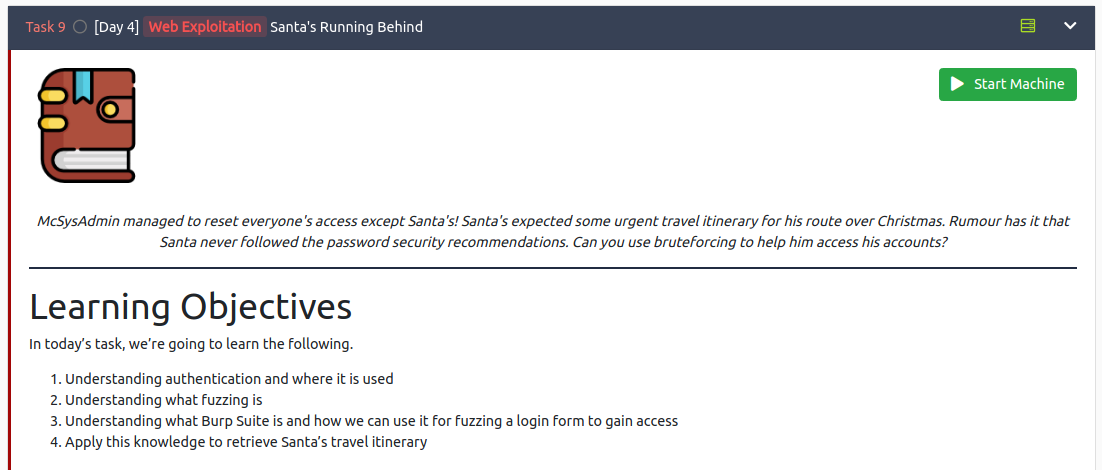 Task 9 [Day 4] Web Exploitation Santa's Running Behind
Start Machine
McSysAdmin managed to reset everyone's access except Santa's! Santa's expected some urgent travel itinerary for his route over Christmas. Rumour has it that
Santa never followed the password security recommendations. Can you use bruteforcing to help him access his accounts?
Learning Objectives
In today’s task, we’re going to learn the following.
1. Understanding authentication and where it is used
2. Understanding what fuzzing is
3. Understanding what Burp Suite is and how we can use it for fuzzing a login form to gain access
4. Apply this knowledge to retrieve Santa’s travel itinerary